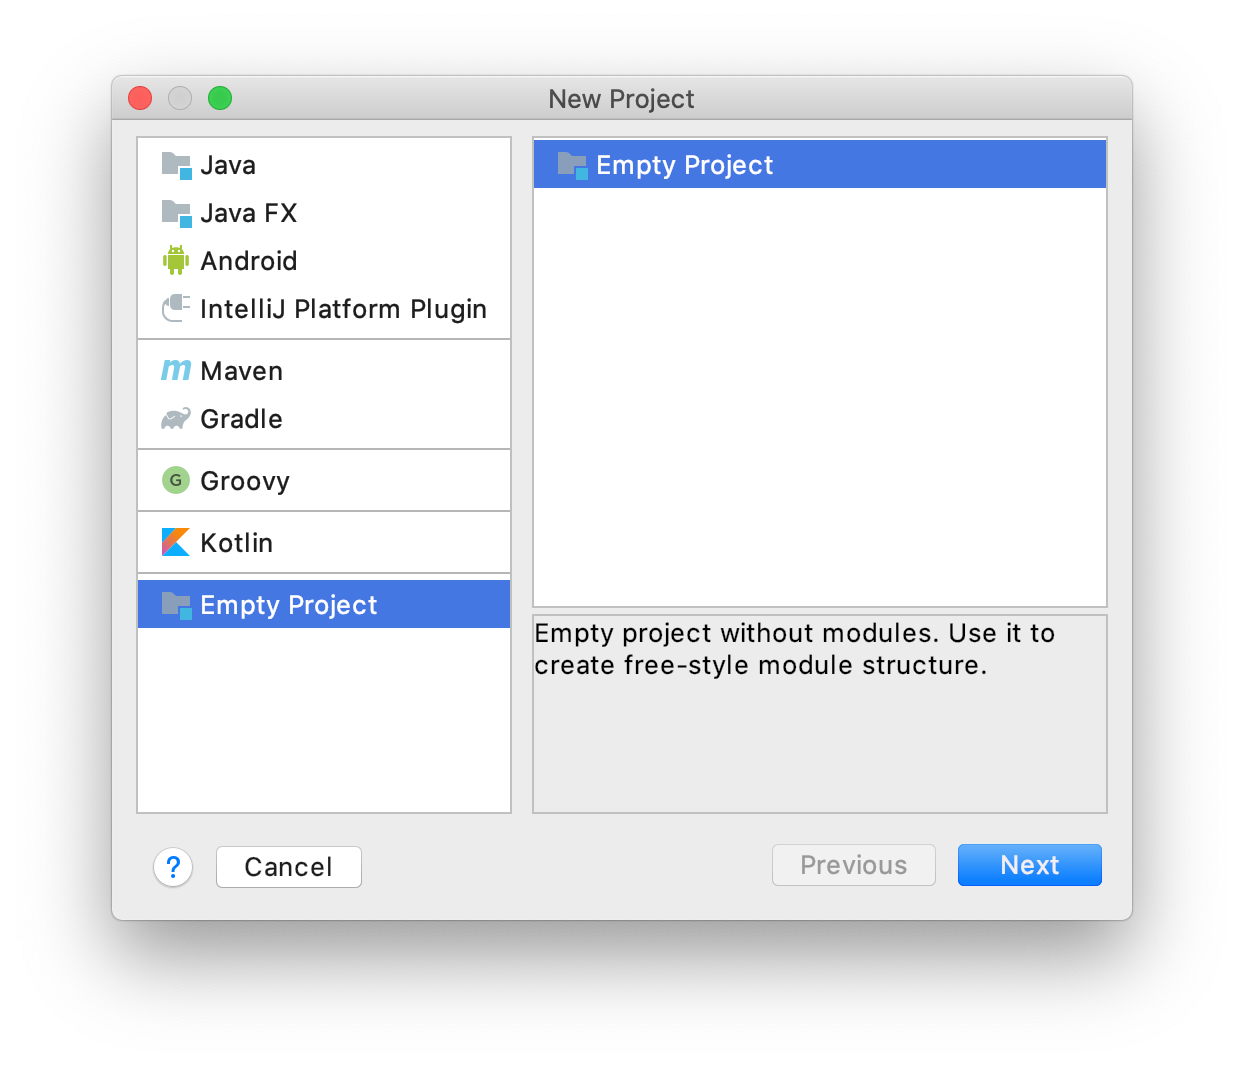 New Project
Java
Java FX
Android
IntelliJ Platform Plugin
m Maven
Gradle
G Groovy
Kotlin
Empty Project
Empty Project
Empty project without modules. Use it to
create free-style module structure.
?
Cancel
Previous
Next